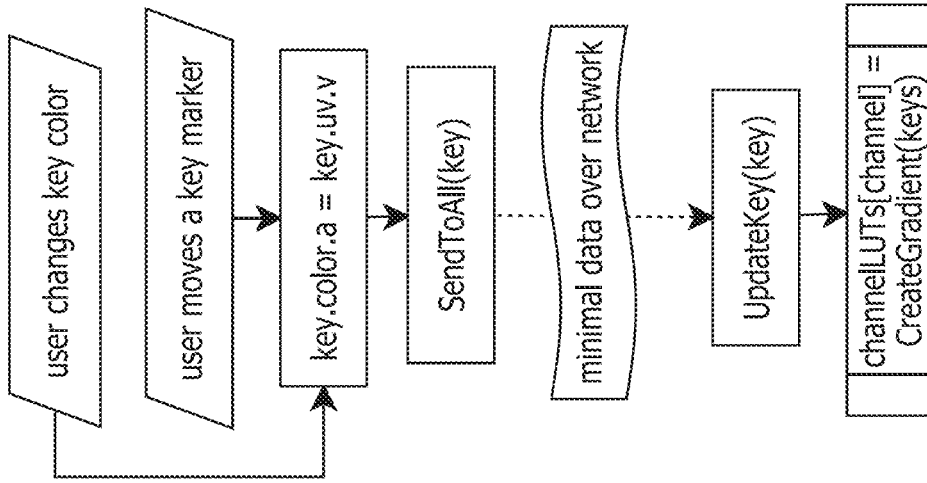 user changes key color
user moves a key marker
key.color.a = key.uv.v
SendToAll(key)
minimal data over network
UpdateKey(key)
channelLUTs[channel] =
CreateGradient(keys)